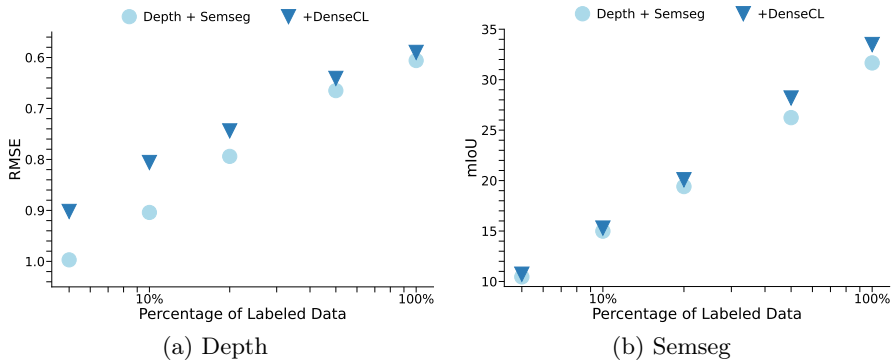 Depth + Semseg +DenseCL
0.6
0.7
0.8
0.9
1.0
RMSE
10% 100%
Percentage of Labeled Data
(a) Depth
Depth + Semseg +DenseCL
35
30
25
20
15
10
mIoU
10% 100%
Percentage of Labeled Data
(b) Semseg